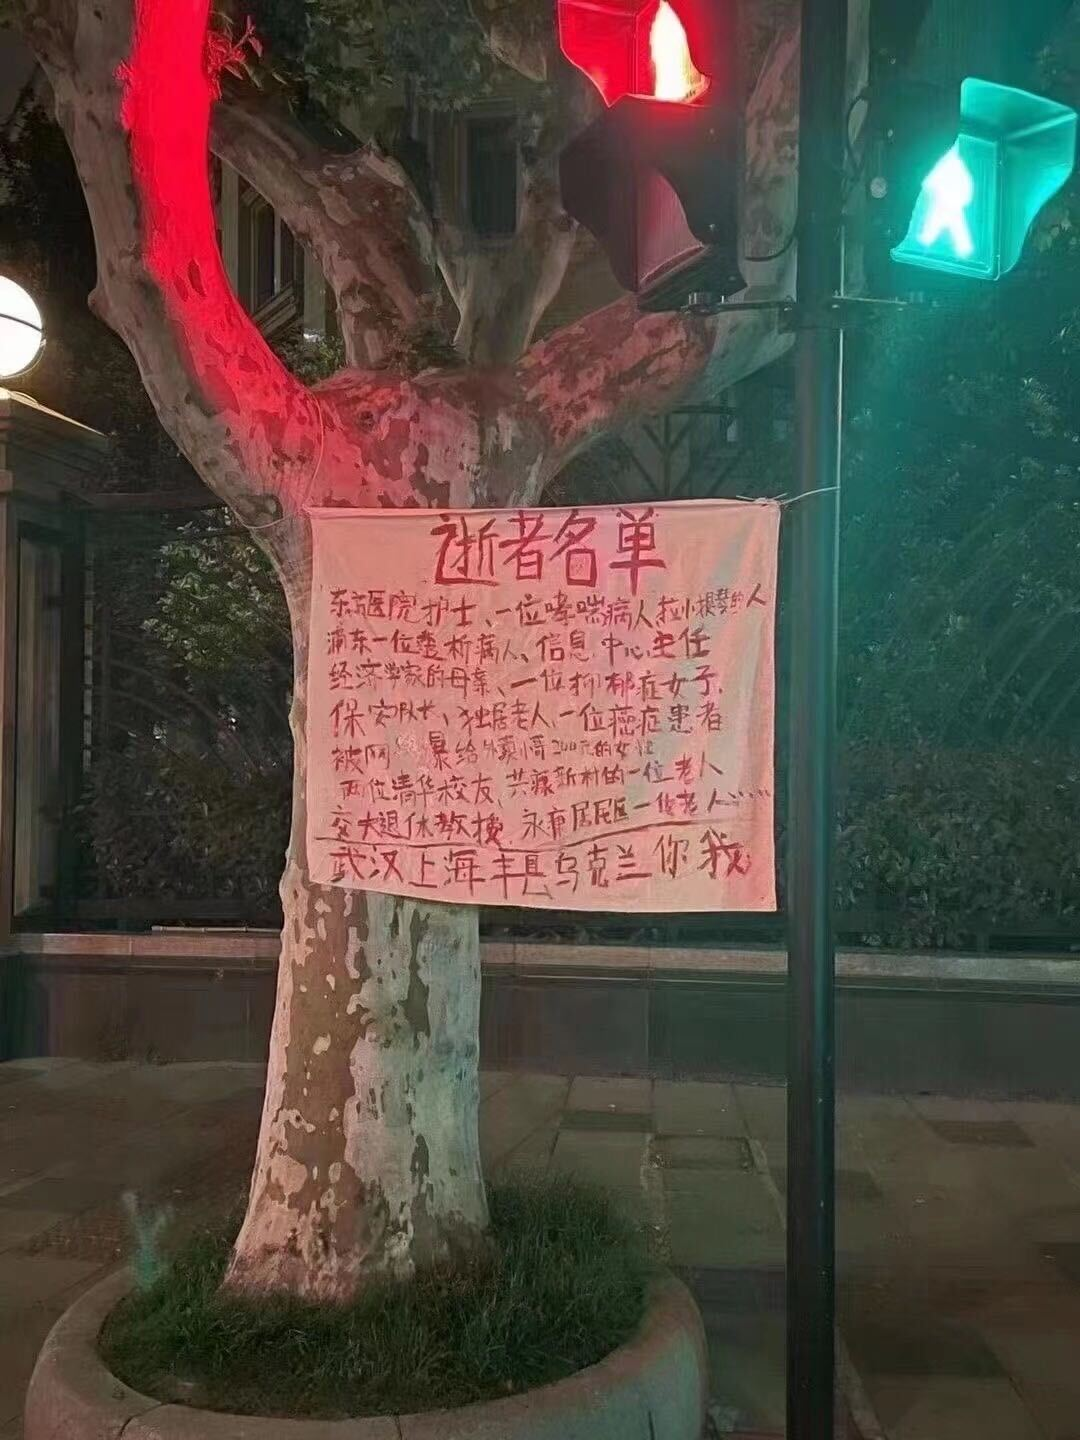 逝者名单
东方医院护士、一位哮喘病人、拉小提琴的人
浦东一位透析病人、信息中心主任
经济学家的母亲、一位抑郁症女子、
保安队长、独居老人、一位癌症患者
被网暴给外卖小哥200元的女性
两位清华校友、共康新村的一位老人
交大退休教授、永康居民区一位老人……
武汉上海丰县乌克兰你我